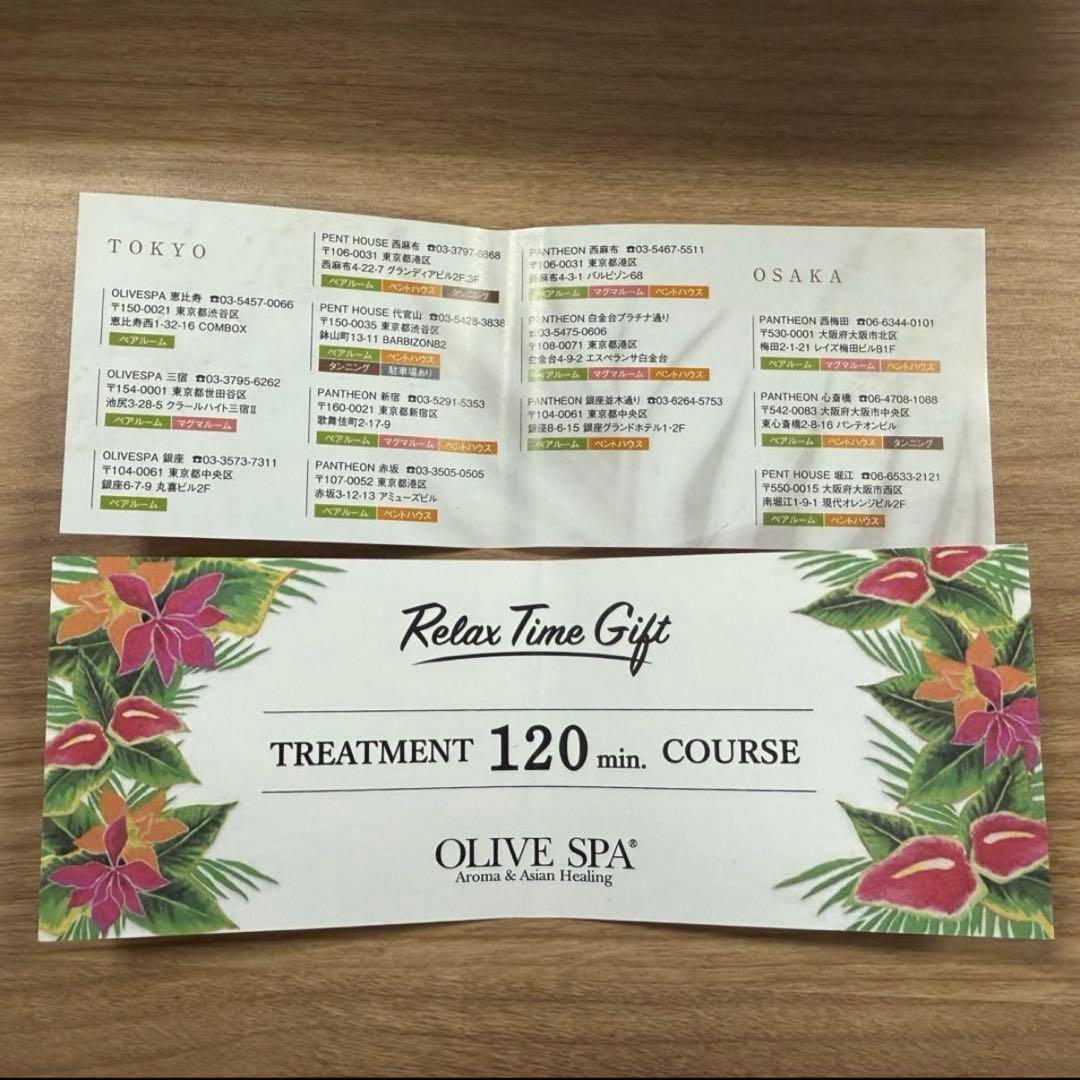 TOKYO
OLIVESPA 恵比寿 ☎03-5457-0066
〒150-0021 東京都渋谷区
恵比寿西1-32-16 COMBOX
ペアルーム
OLIVESPA 三宿 ☎03-3795-6262
〒154-0001 東京都世田谷区
池尻3-28-5 クラールハイト三宿Ⅱ
ペアルーム マグマルーム
OLIVESPA 銀座 ☎03-3573-7311
〒104-0061 東京都中央区
銀座6-7-9 丸喜ビル2F
ペアルーム
PENT HOUSE 西麻布 ☎03-3797-6868
〒106-0031 東京都港区
西麻布4-22-7 グランディアビル2F.3F
ペアルーム ペントハウス タンニング
PENT HOUSE 代官山 ☎03-5428-3838
〒150-0035 東京都渋谷区
鉢山町13-11 BARBIZON82
ペアルーム ペントハウス
タンニング 駐車場あり
PANTHEON 新宿 ☎03-5291-5353
〒160-0021 東京都新宿区
歌舞伎町2-17-9
ペアルーム マグマルーム ペントハウス
PANTHEON 赤坂 ☎03-3505-0505
〒107-0052 東京都港区
赤坂3-12-13 アミューズビル
ペアルーム ペントハウス
PANTHEON 西麻布 ☎03-5467-5511
〒106-0031 東京都港区
西麻布4-3-1 バルビゾン68
ペアルーム マグマルーム ペントハウス
PANTHEON 白金台プラチナ通り
☎03-5475-0606
〒108-0071 東京都港区
白金台4-9-2 エスペランサ白金台
ペアルーム マグマルーム ペントハウス
PANTHEON 銀座並木通り ☎03-6264-5753
〒104-0061 東京都中央区
銀座8-6-15 銀座グランドホテル1・2F
ペアルーム ペントハウス
OSAKA
PANTHEON 西梅田 ☎06-6344-0101
〒530-0001 大阪府大阪市北区
梅田2-1-21 レイズ梅田ビルB1F
ペアルーム マグマルーム ペントハウス
PANTHEON 心斎橋 ☎06-4708-1088
〒542-0083 大阪府大阪市中央区
東心斎橋2-8-16 パンテオンビル
ペアルーム ペントハウス タンニング
PENT HOUSE 堀江 ☎06-6533-2121
〒550-0015 大阪府大阪市西区
南堀江1-9-1 現代オレンジビル2F
ペアルーム ペントハウス
Relax Time Gift
TREATMENT 120 min. COURSE
OLIVE SPA®
Aroma & Asian Healing